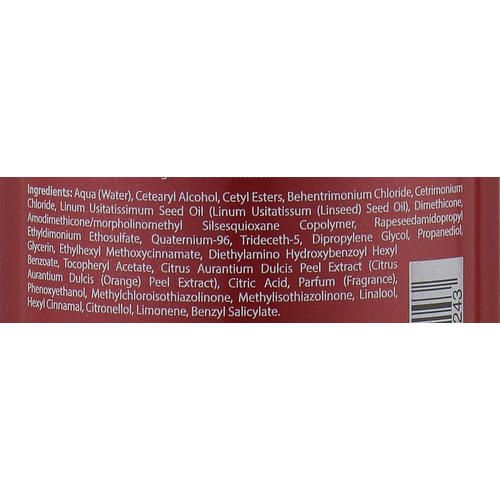 Ingredients: Aqua (Water), Cetearyl Alcohol, Cetyl Esters, Behentrimonium Chloride, Cetrimonium
Chloride, Linum Usitatissimum Seed Oil (Linum Usitatissum (Linseed) Seed Oil), Dimethicone,
Amodimethicone/morpholinomethyl Silsesquioxane Copolymer, Rapeseedamidopropyl
Ethyldimonium Ethosulfate, Quaternium-96, Trideceth-5, Dipropylene Glycol, Propanediol,
Glycerin, Ethylhexyl Methoxycinnamate, Diethylamino Hydroxybenzoyl Hexyl
Benzoate, Tocopheryl Acetate, Citrus Aurantium Dulcis Peel Extract (Citrus
Aurantium Dulcis (Orange) Peel Extract), Citric Acid, Parfum (Fragrance),
Phenoxyethanol, Methylchloroisothiazolinone, Methylisothiazolinone, Linalool,
Hexyl Cinnamal, Citronellol, Limonene, Benzyl Salicylate.
243